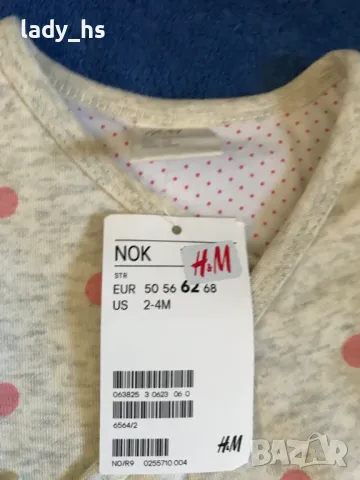 lady_hs
NOK
H&M
STR
EUR 50 56 62 68
US 2-4M
063825 3 0623 06 0
6564/2
H&M
NO/R9 0255710 004
bazar.bg